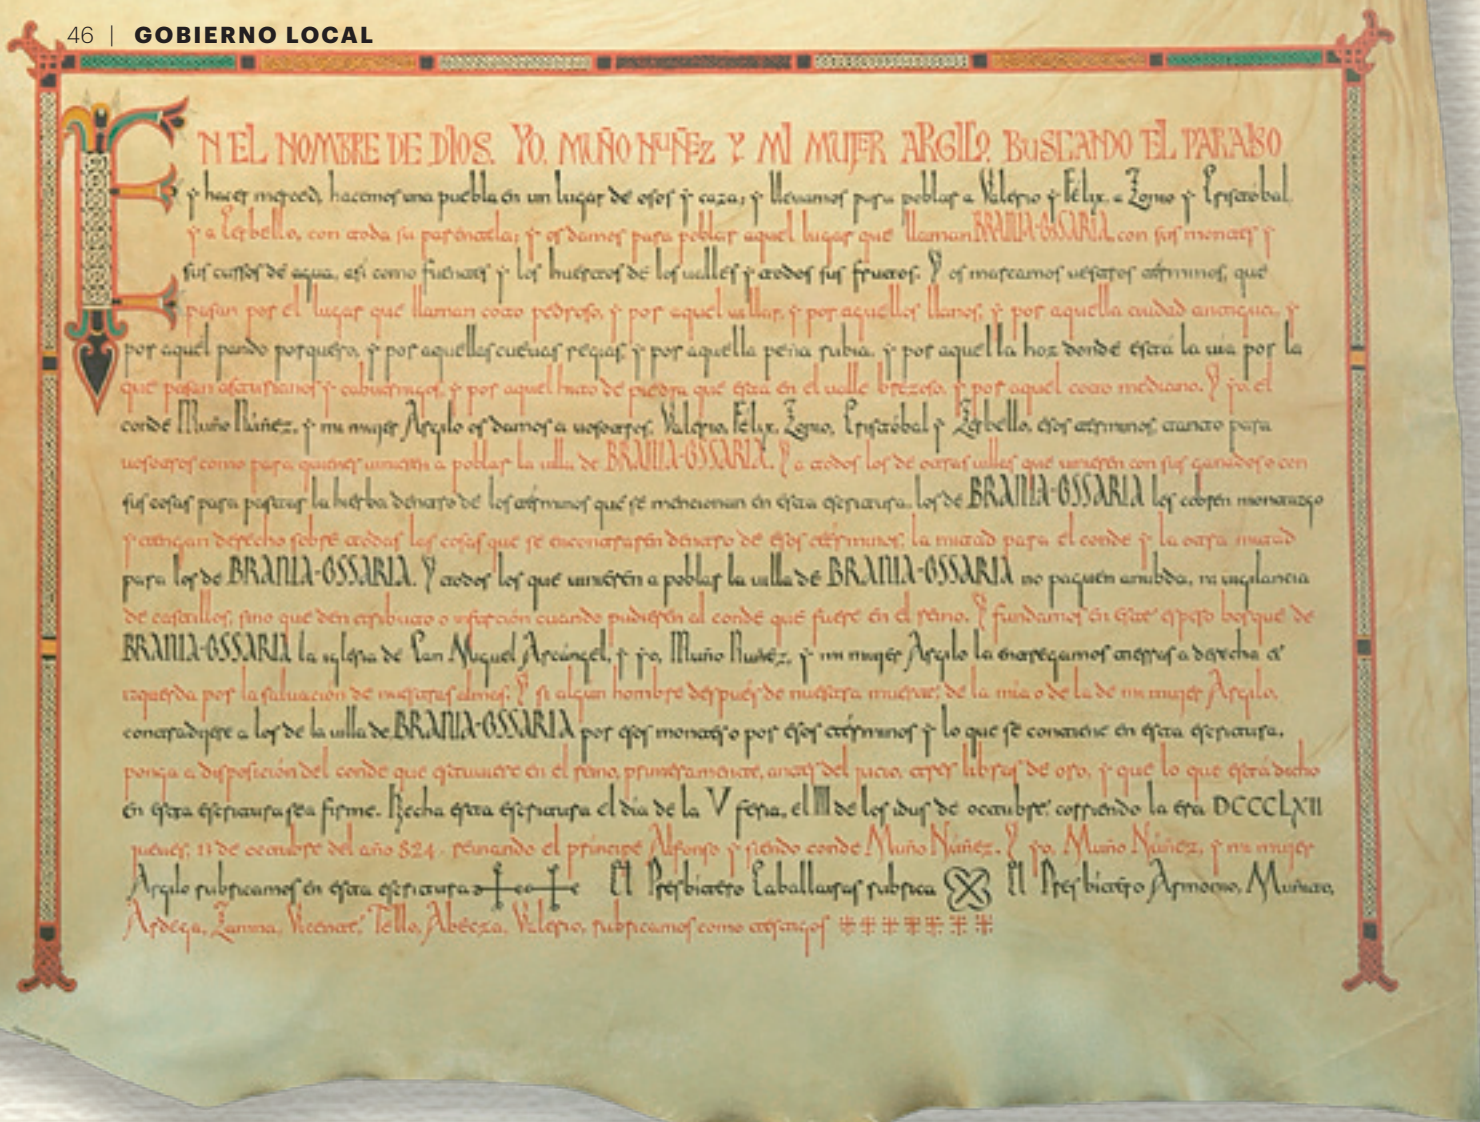 46 | GOBIERNO LOCAL
EN EL NOMBRE DE DIOS. YO, MUÑO NUÑEZ Y MI MUJER ARGILO, BUSCANDO EL PARAISO
y hacer merced, hacemos una puebla en un lugar de osos y caza; y llevamos para poblar a Valerio y Félix, a Zonio y Cristóbal,
y a Cerbello, con toda su parentela; y os damos para poblar aquel lugar que llaman BRANIA-OSSARIA, con sus montes y
sus cursos de agua, así como fuentes y los huertos de los valles y todos sus frutos. Y os marcamos vuestros términos, que
pasan por el lugar que llaman coto pedroso, y por aquel villar, y por aquellos llanos, y por aquella ciudad antigua, y
por aquel pando porquero, y por aquellas cuevas regias, y por aquella peña rubia, y por aquella hoz donde está la vía por la
que pasan asturianos y cabuérnigos, y por aquel hito de piedra que está en el valle brezoso, y por aquel coto mediano. Y yo, el
conde Muño Núñez, y mi mujer Argilo os damos a vosotros, Valerio, Félix, Zonio, Cristóbal y Zerbello, esos términos, tanto para
vosotros como para quienes vinieren a poblar la villa de BRANIA-OSSARIA. Y a todos los de otras villas que vinieren con sus ganados o con
sus cosas para pastar la hierba dentro de los términos que se mencionan en esta escritura, los de BRANIA-OSSARIA les cobren montazgo
y tengan derecho sobre todas las cosas que se encontraren dentro de esos términos, la mitad para el conde y la otra mitad
para los de BRANIA-OSSARIA. Y todos los que vinieren a poblar la villa de BRANIA-OSSARIA no paguen anubda, ni vigilancia
de castillos, sino que den tributo o infurción cuando pudieren al conde que fuere en el reino. Y fundamos en este espeso bosque de
BRANIA-OSSARIA la iglesia de San Miguel Arcángel, y yo, Muño Nuñez, y mi mujer Argilo la entregamos tierras a derecha e
izquerda por la salvación de nuestras almas. Y si algun hombre después de nuestra muerte, de la mía o de la de mi mujer Argilo,
contradijere a los de la villa de BRANIA-OSSARIA por esos montes o por esos términos y lo que se contiene en esta escritura,
ponga a disposición del conde que estuviere en el reino, primeramente, antes del juicio, tres libras de oro, y que lo que está dicho
en esta escritura sea firme. Hecha esta escritura el día de la V feria, el III de los idus de octubre, corriendo la era DCCCLXII
jueves, 13 de octubre del año 824, reinando el príncipe Alfonso y siendo conde Muño Núñez. Y yo, Muño Núñez, y mi mujer
Argilo rubricamos en esta escritura El Presbítero Caballarus rubrica El Presbítero Armonio, Muñito,
Ardega, Zamna, Vicente, Tello, Abecza, Valerio, rubricamos como testigos